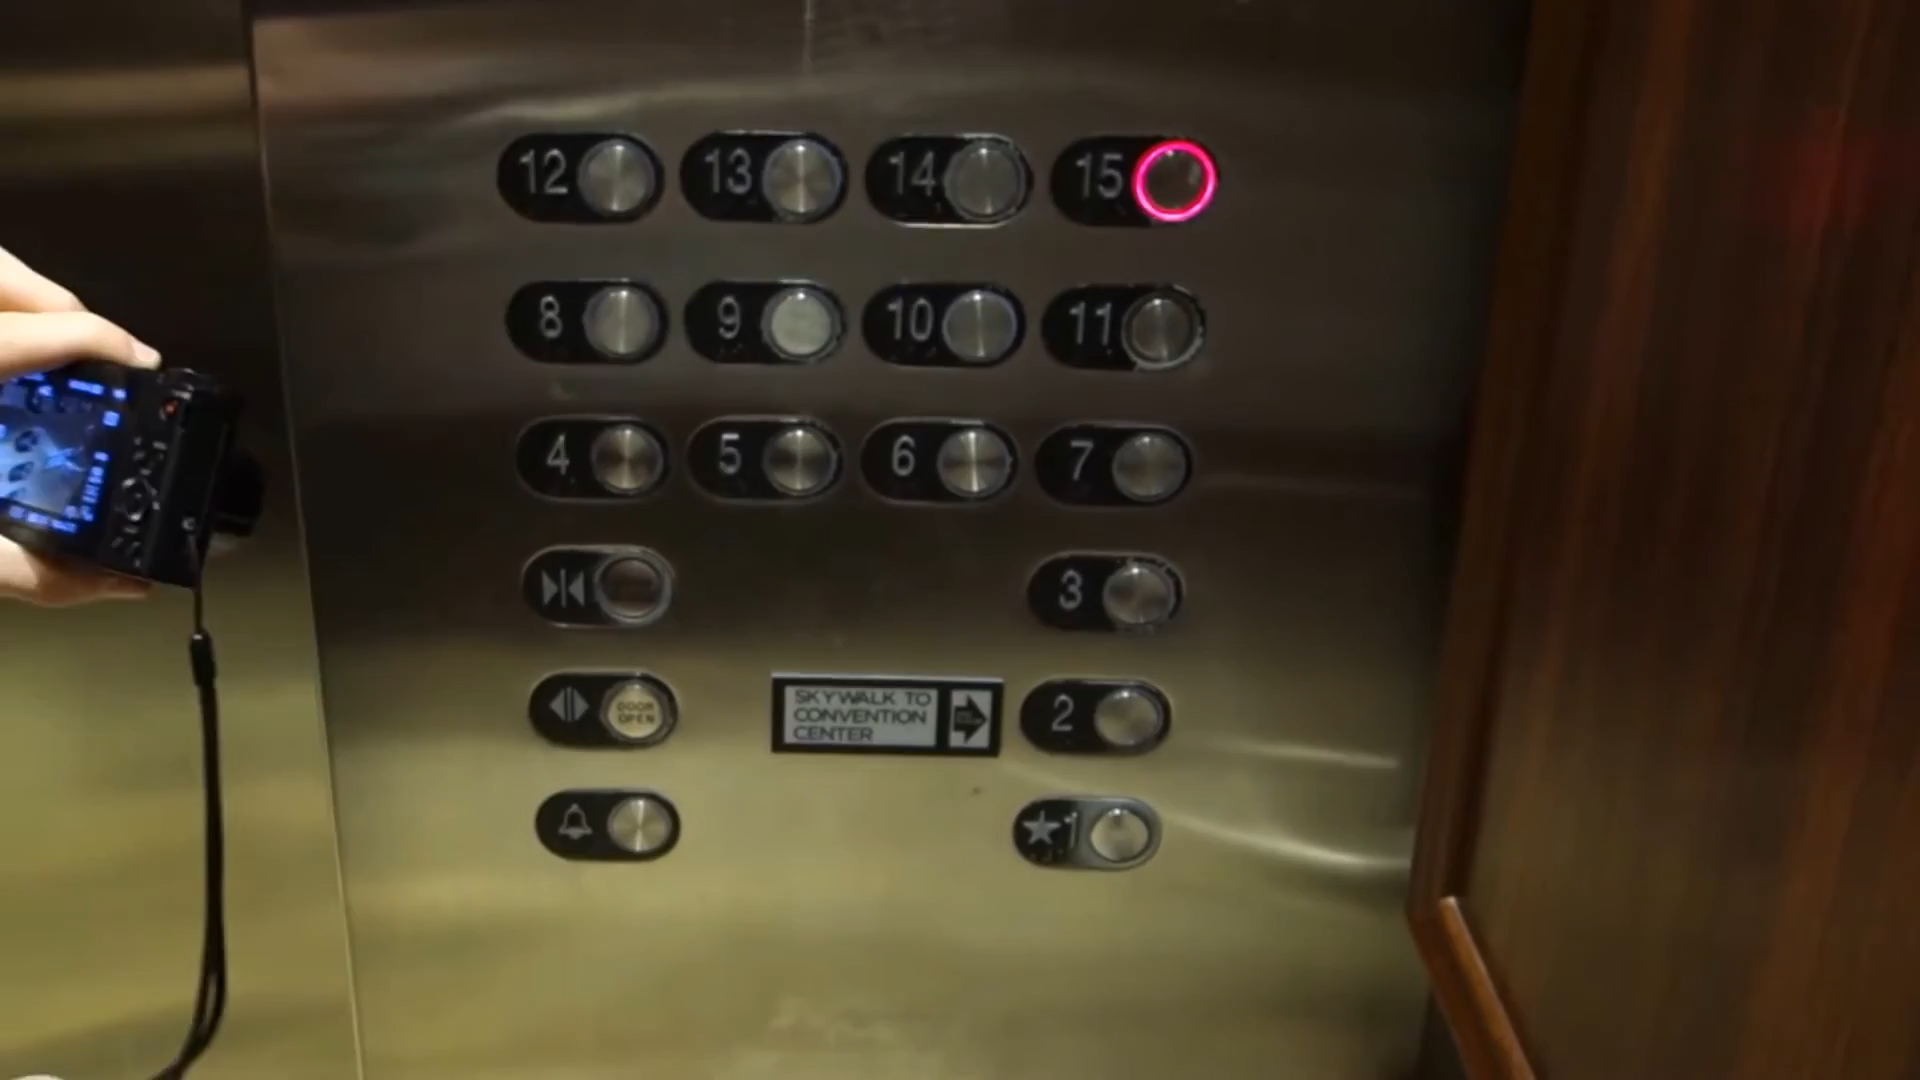 12 13 14 15
8 9 10 11
4 5 6 7
3
DOOR
OPEN
SKYWALK TO
CONVENTION
CENTER
2
★1